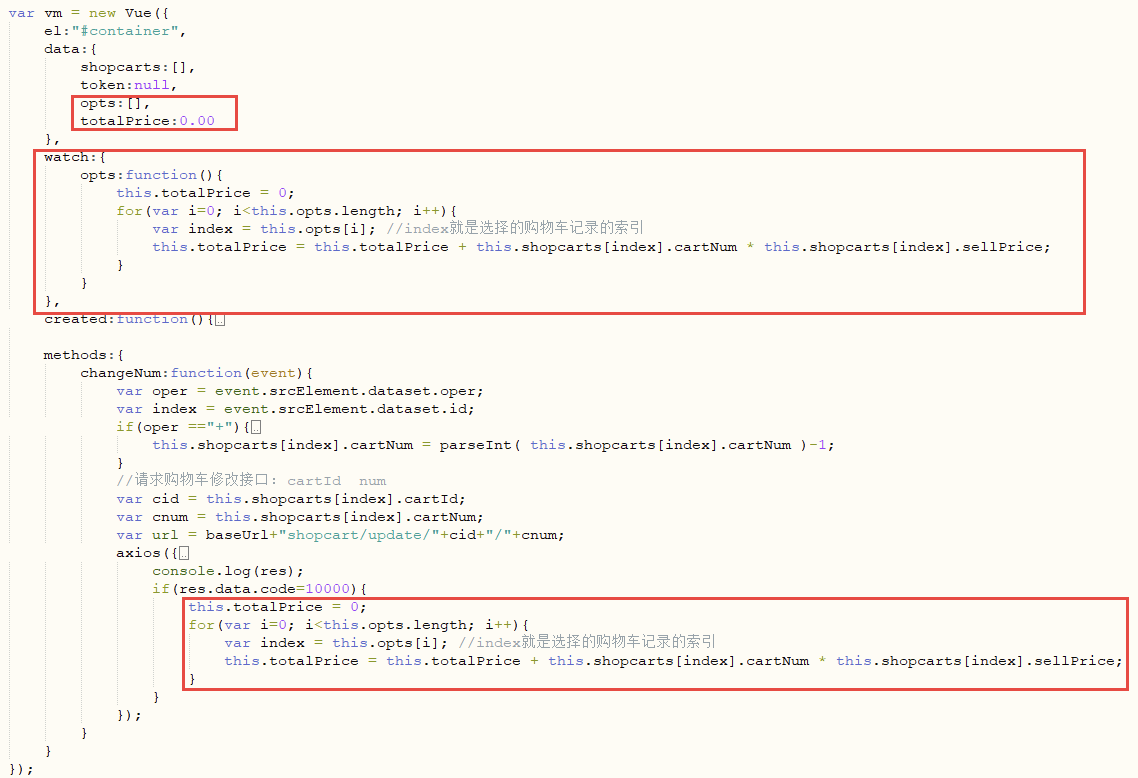 var vm = new Vue({
    el:"#container",
    data:{
        shopcarts:[],
        token:null,
        opts:[],
        totalPrice:0.00
    },
    watch:{
        opts:function(){
            this.totalPrice = 0;
            for(var i=0; i<this.opts.length; i++){
                var index = this.opts[i]; //index就是选择的购物车记录的索引
                this.totalPrice = this.totalPrice + this.shopcarts[index].cartNum * this.shopcarts[index].sellPrice;
            }
        }
    },
    created:function(){…
    methods:{
        changeNum:function(event){
            var oper = event.srcElement.dataset.oper;
            var index = event.srcElement.dataset.id;
            if(oper =="+"){…
                this.shopcarts[index].cartNum = parseInt( this.shopcarts[index].cartNum )-1;
            }
            //请求购物车修改接口：cartId  num
            var cid = this.shopcarts[index].cartId;
            var cnum = this.shopcarts[index].cartNum;
            var url = baseUrl+"shopcart/update/"+cid+"/"+cnum;
            axios({…
                console.log(res);
                if(res.data.code=10000){
                    this.totalPrice = 0;
                    for(var i=0; i<this.opts.length; i++){
                        var index = this.opts[i]; //index就是选择的购物车记录的索引
                        this.totalPrice = this.totalPrice + this.shopcarts[index].cartNum * this.shopcarts[index].sellPrice;
                    }
                }
            });
        }
    }
});